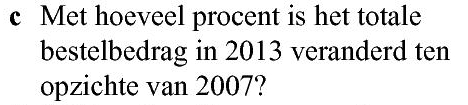 c Met hoeveel procent is het totale
bestelbedrag in 2013 veranderd ten
opzichte van 2007?